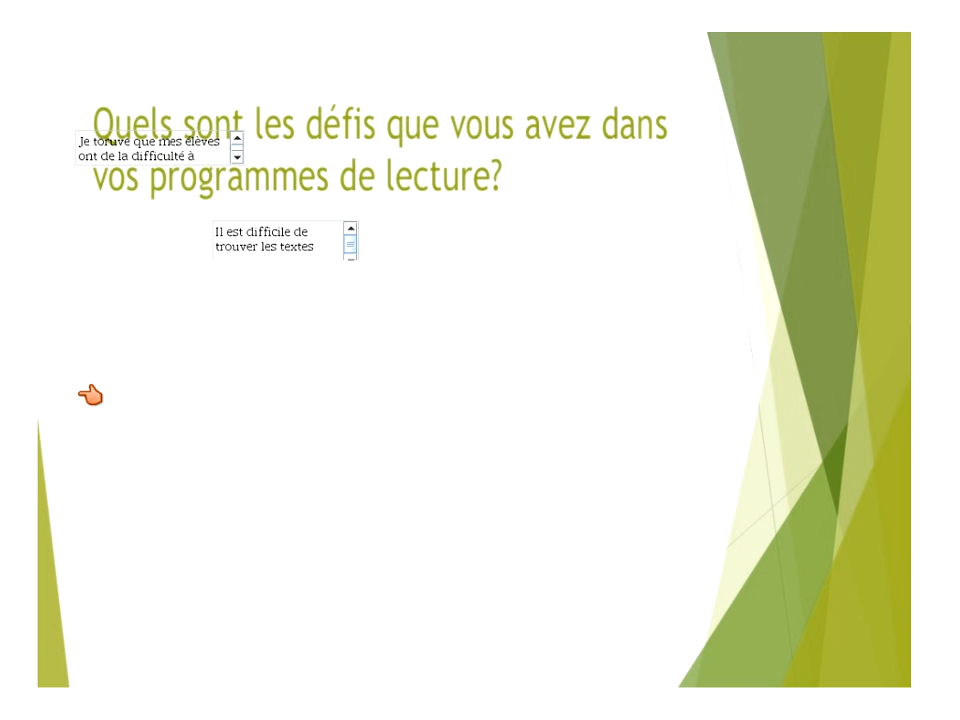 Quels sont les défis que vous avez dans
vos programmes de lecture?
Je toruve que mes élèves
ont de la difficulté à
Il est difficile de
trouver les textes